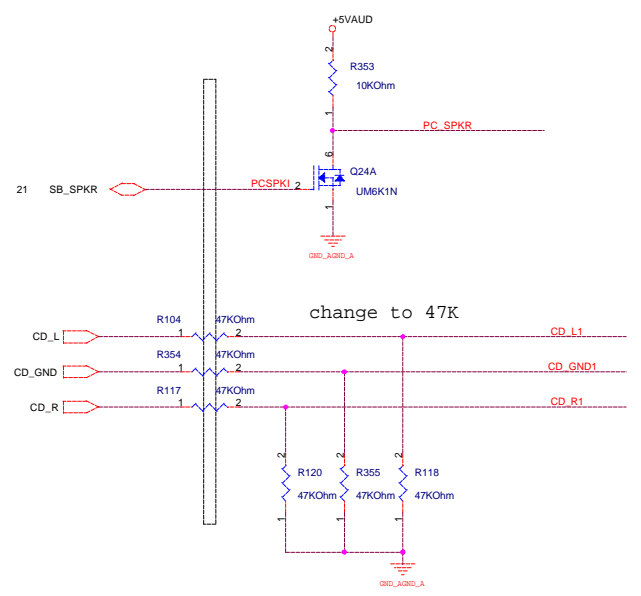 +5VAUD
2
R353
10KOhm
1
PC_SPKR
6
Q24A
21 SB_SPKR PCSPKI 2
UM6K1N
1
GND_AGND_A
change to 47K
R104 47KOhm
CD_L 1 2 CD_L1
R354 47KOhm
CD_GND 1 2 CD_GND1
R117 47KOhm
CD_R 1 2 CD_R1
2 2 2
R120 R355 R118
47KOhm 47KOhm 47KOhm
1 1 1
GND_AGND_A